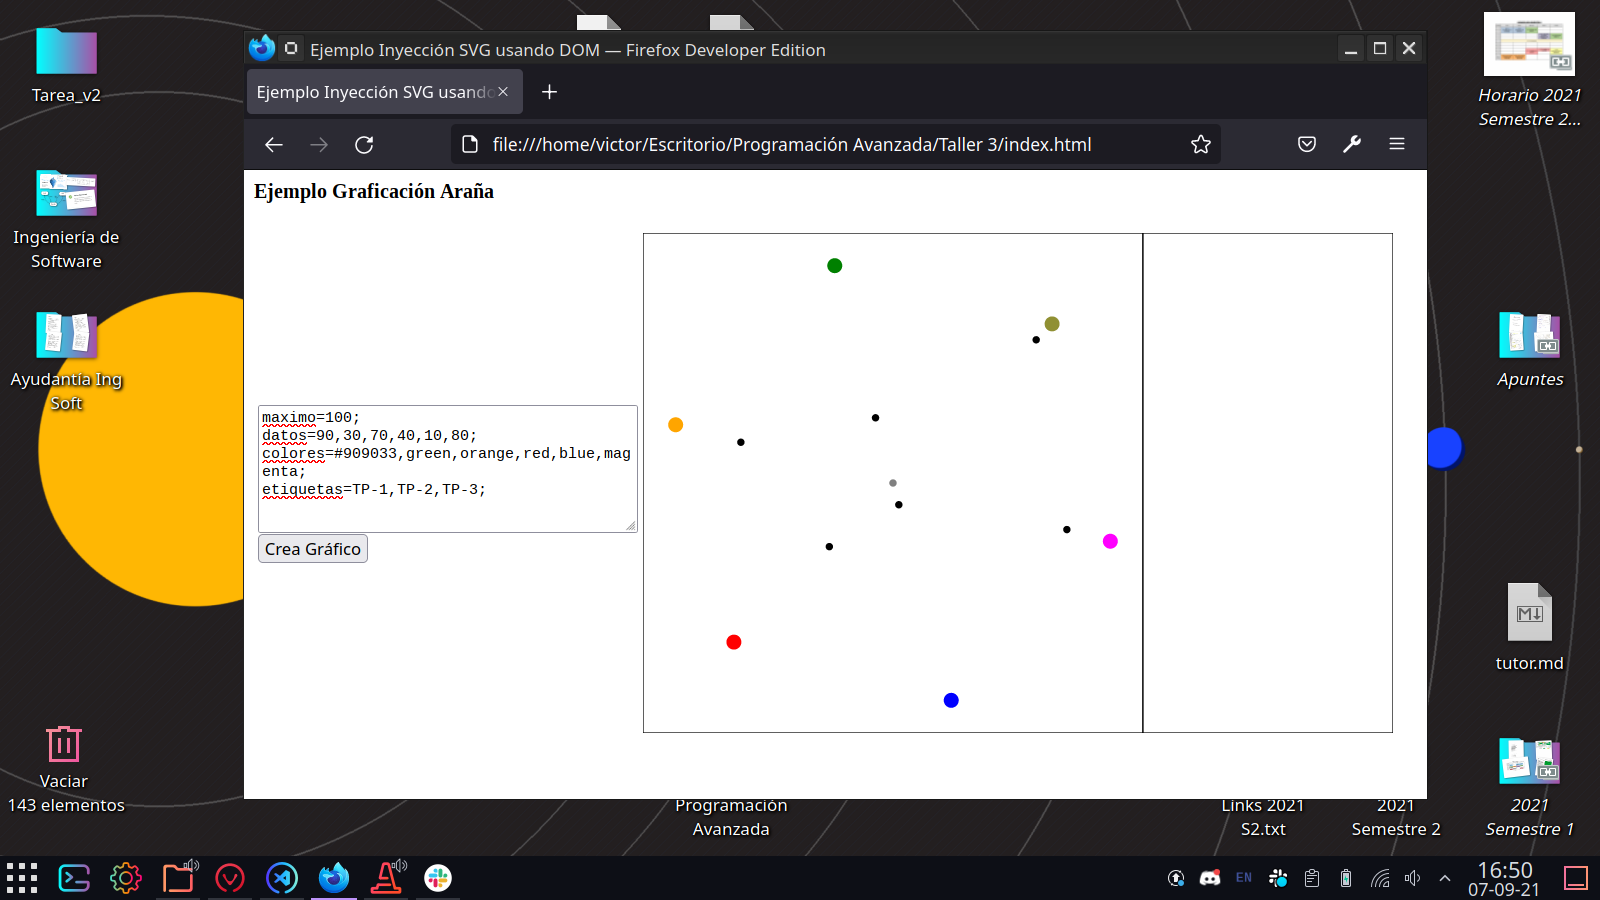 Tarea_v2
Ingeniería de
Software
Ayudantía Ing
Soft
Vaciar
143 elementos
Ejemplo Inyección SVG usando DOM — Firefox Developer Edition
Ejemplo Inyección SVG usando
file:///home/victor/Escritorio/Programación Avanzada/Taller 3/index.html
Ejemplo Graficación Araña
maximo=100;
datos=90,30,70,40,10,80;
colores=#909033,green,orange,red,blue,mag
enta;
etiquetas=TP-1,TP-2,TP-3;
Crea Gráfico
Programación
Avanzada
Links 2021
S2.txt
2021
Semestre 2
Horario 2021
Semestre 2...
Apuntes
tutor.md
2021
Semestre 1
EN
16:50
07-09-21